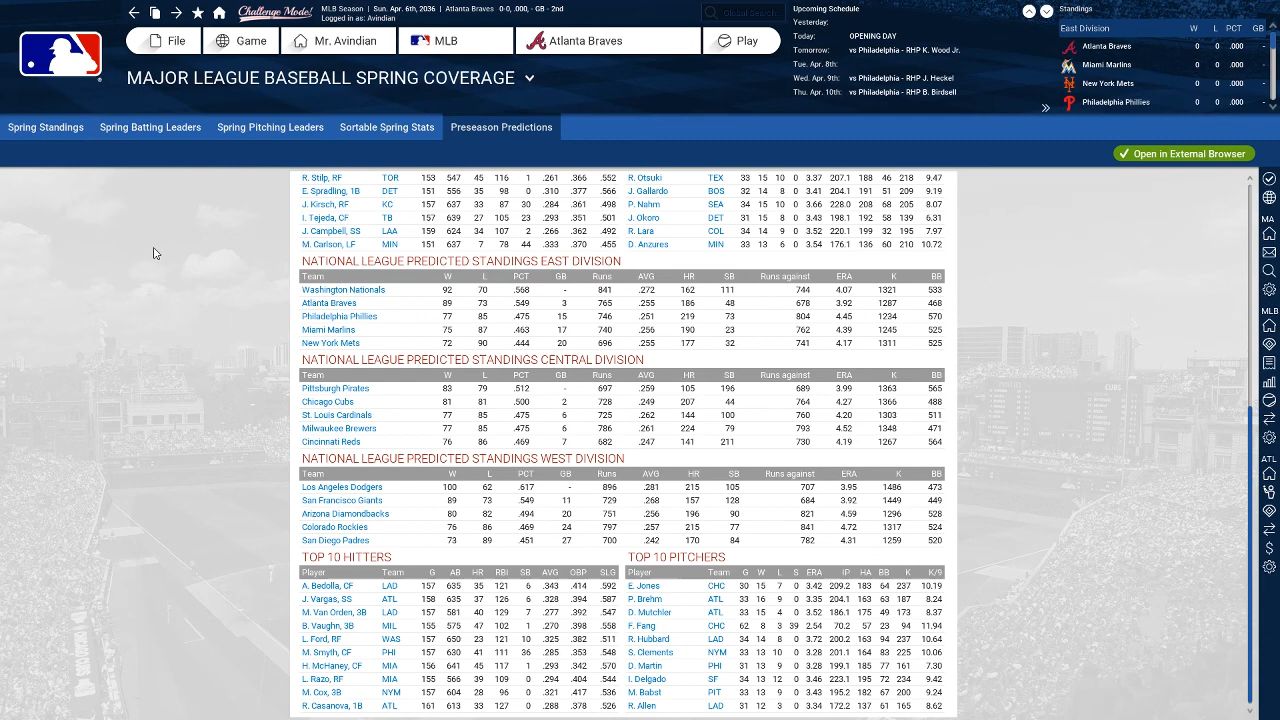 Challenge Mode!
MLB Season | Sun. Apr. 6th, 2036 | Atlanta Braves 0-0, .000, - GB - 2nd
Logged in as: Avindian
Global Search
File Game Mr. Avindian MLB Atlanta Braves Play
MAJOR LEAGUE BASEBALL SPRING COVERAGE
Upcoming Schedule
Yesterday:
Today: OPENING DAY
Tomorrow: vs Philadelphia - RHP K. Wood Jr.
Tue. Apr. 8th:
Wed. Apr. 9th: vs Philadelphia - RHP J. Heckel
Thu. Apr. 10th: vs Philadelphia - RHP B. Birdsell
Standings
East Division W L PCT GB
Atlanta Braves 0 0 .000 -
Miami Marlins 0 0 .000 -
New York Mets 0 0 .000 -
Philadelphia Phillies 0 0 .000 -
Spring Standings Spring Batting Leaders Spring Pitching Leaders Sortable Spring Stats Preseason Predictions
Open in External Browser
R. Stilp, RF TOR 153 547 45 116 1 .261 .366 .552 R. Otsuki TEX 33 15 10 0 3.37 207.1 188 46 218 9.47
E. Spradling, 1B DET 151 556 35 98 0 .310 .377 .566 J. Gallardo BOS 32 14 8 0 3.41 204.1 191 51 209 9.19
J. Kirsch, RF KC 157 637 33 87 30 .284 .361 .498 P. Nahm SEA 34 15 10 0 3.66 228.0 208 68 205 8.07
I. Tejeda, CF TB 157 639 27 105 23 .293 .351 .501 J. Okoro DET 31 15 8 0 3.43 198.1 192 58 139 6.31
J. Campbell, SS LAA 159 624 34 107 2 .266 .362 .492 R. Lara COL 34 14 9 0 3.52 220.1 199 32 195 7.97
M. Carlson, LF MIN 151 637 7 78 44 .333 .370 .455 D. Anzures MIN 33 13 6 0 3.54 176.1 136 60 210 10.72
NATIONAL LEAGUE PREDICTED STANDINGS EAST DIVISION
Team W L PCT GB Runs AVG HR SB Runs against ERA K BB
Washington Nationals 92 70 .568 - 841 .272 162 111 744 4.07 1321 533
Atlanta Braves 89 73 .549 3 765 .255 186 48 678 3.92 1287 468
Philadelphia Phillies 77 85 .475 15 746 .251 219 73 804 4.45 1234 570
Miami Marlins 75 87 .463 17 740 .256 190 23 762 4.39 1245 525
New York Mets 72 90 .444 20 696 .255 177 32 741 4.17 1311 525
NATIONAL LEAGUE PREDICTED STANDINGS CENTRAL DIVISION
Team W L PCT GB Runs AVG HR SB Runs against ERA K BB
Pittsburgh Pirates 83 79 .512 - 697 .259 105 196 689 3.99 1363 565
Chicago Cubs 81 81 .500 2 728 .249 207 44 764 4.27 1366 488
St. Louis Cardinals 77 85 .475 6 725 .262 144 100 760 4.20 1303 511
Milwaukee Brewers 77 85 .475 6 786 .261 224 79 793 4.52 1348 471
Cincinnati Reds 76 86 .469 7 682 .247 141 211 730 4.19 1267 564
NATIONAL LEAGUE PREDICTED STANDINGS WEST DIVISION
Team W L PCT GB Runs AVG HR SB Runs against ERA K BB
Los Angeles Dodgers 100 62 .617 - 896 .281 215 105 707 3.95 1486 473
San Francisco Giants 89 73 .549 11 729 .268 157 128 684 3.92 1449 449
Arizona Diamondbacks 80 82 .494 20 751 .256 196 90 821 4.59 1296 528
Colorado Rockies 76 86 .469 24 797 .257 215 77 841 4.72 1317 524
San Diego Padres 73 89 .451 27 700 .242 170 84 782 4.31 1259 520
TOP 10 HITTERS TOP 10 PITCHERS
Player Team G AB HR RBI SB AVG OBP SLG Player Team G W L S ERA IP HA BB K K/9
A. Bedolla, CF LAD 157 635 35 121 6 .343 .414 .592 E. Jones CHC 30 15 7 0 3.42 209.2 183 64 237 10.19
J. Vargas, SS ATL 158 635 37 126 6 .328 .394 .587 P. Brehm ATL 33 16 9 0 3.35 204.1 163 62 187 8.24
M. Van Orden, 3B LAD 157 581 40 129 7 .277 .392 .547 D. Mutchler ATL 33 15 4 0 3.52 186.1 175 49 173 8.37
B. Vaughn, 3B MIL 155 575 47 102 1 .270 .398 .558 F. Fang CHC 62 8 3 39 2.54 70.2 57 23 94 11.94
L. Ford, RF WAS 157 650 23 121 10 .325 .382 .511 R. Hubbard LAD 34 14 8 0 3.72 200.2 163 94 237 10.64
M. Smyth, CF PHI 157 630 41 111 36 .285 .353 .548 S. Clements NYM 33 13 10 0 3.28 201.1 164 83 225 10.06
H. McHaney, CF MIA 156 641 45 117 1 .293 .342 .570 D. Martin PHI 31 13 9 0 3.28 199.1 185 77 161 7.30
L. Razo, RF MIA 155 566 39 109 0 .294 .404 .544 I. Delgado SF 34 13 12 0 3.46 223.1 195 72 234 9.42
M. Cox, 3B NYM 157 604 28 96 0 .321 .417 .536 M. Babst PIT 33 13 9 0 3.43 195.2 182 67 200 9.24
R. Casanova, 1B ATL 161 613 33 127 0 .288 .378 .526 R. Allen LAD 31 12 3 0 3.34 172.2 137 61 165 8.62
MA
MLB
ATL